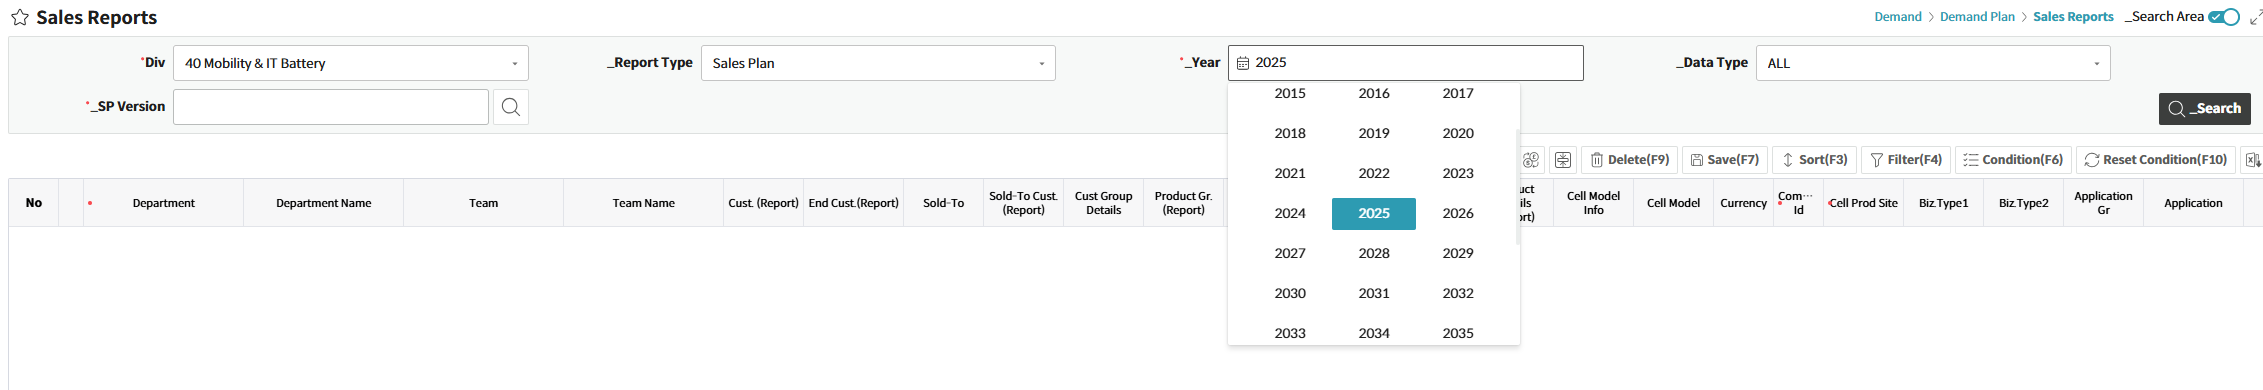 Sales Reports
Demand > Demand Plan > Sales Reports _Search Area
*Div 40 Mobility & IT Battery
_Report Type Sales Plan
*_Year 2025
_Data Type ALL
*_SP Version
_Search
2015 2016 2017
2018 2019 2020
2021 2022 2023
2024 2025 2026
2027 2028 2029
2030 2031 2032
2033 2034 2035
Delete(F9) Save(F7) Sort(F3) Filter(F4) Condition(F6) Reset Condition(F10)
No
Department
Department Name
Team
Team Name
Cust. (Report)
End Cust.(Report)
Sold-To
Sold-To Cust.
(Report)
Cust Group
Details
Product Gr.
(Report)
uct
ils
ort)
Cell Model
Info
Cell Model
Currency
Com···
Id
Cell Prod Site
Biz.Type1
Biz.Type2
Application
Gr
Application